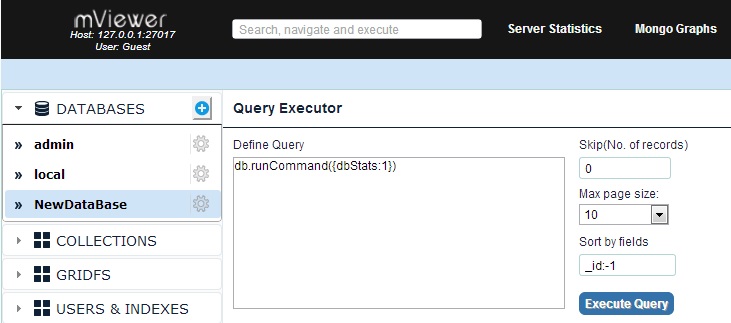 mViewer
Host: 127.0.0.1:27017
User: Guest
Search, navigate and execute
Server Statistics
Mongo Graphs
DATABASES
» admin
» local
» NewDataBase
COLLECTIONS
GRIDFS
USERS & INDEXES
Query Executor
Define Query
db.runCommand({dbStats:1})
Skip(No. of records)
0
Max page size:
10
Sort by fields
_id:-1
Execute Query